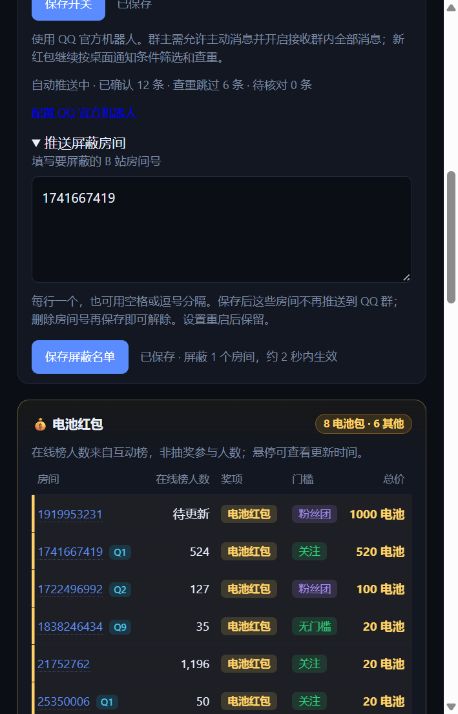 保存开关 已保存
使用 QQ 官方机器人。群主需允许主动消息并开启接收群内全部消息；新
红包继续按桌面通知条件筛选和查重。
自动推送中 · 已确认 12 条 · 查重跳过 6 条 · 待核对 0 条
配置 QQ 官方机器人
▼ 推送屏蔽房间
填写要屏蔽的 B 站房间号
1741667419
每行一个，也可用空格或逗号分隔。保存后这些房间不再推送到 QQ 群；
删除房间号再保存即可解除。设置重启后保留。
保存屏蔽名单 已保存 · 屏蔽 1 个房间，约 2 秒内生效
电池红包 8 电池包 · 6 其他
在线榜人数来自互动榜，非抽奖参与人数；悬停可查看更新时间。
房间 在线榜人数 奖项 门槛 总价
1919953231 待更新 电池红包 粉丝团 1000 电池
1741667419 Q1 524 电池红包 关注 520 电池
1722496992 Q2 127 电池红包 粉丝团 100 电池
1838246434 Q9 35 电池红包 无门槛 20 电池
21752762 1,196 电池红包 关注 20 电池
25350006 Q1 50 电池红包 关注 20 电池